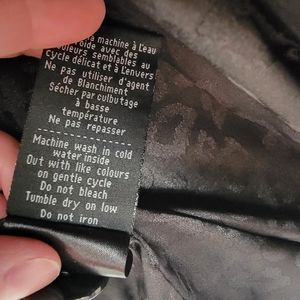 la machine à L'eau
froide avec des
couleurs semblables au
cycle délicat et à L'envers
Ne pas utiliser d'agent
de Blanchiment
Sécher par culbutage
à basse
température
Ne pas repasser
Machine wash in cold
water inside
Out with like colours
on gentle cycle
Do not bleach
Tumble dry on low
Do not iron